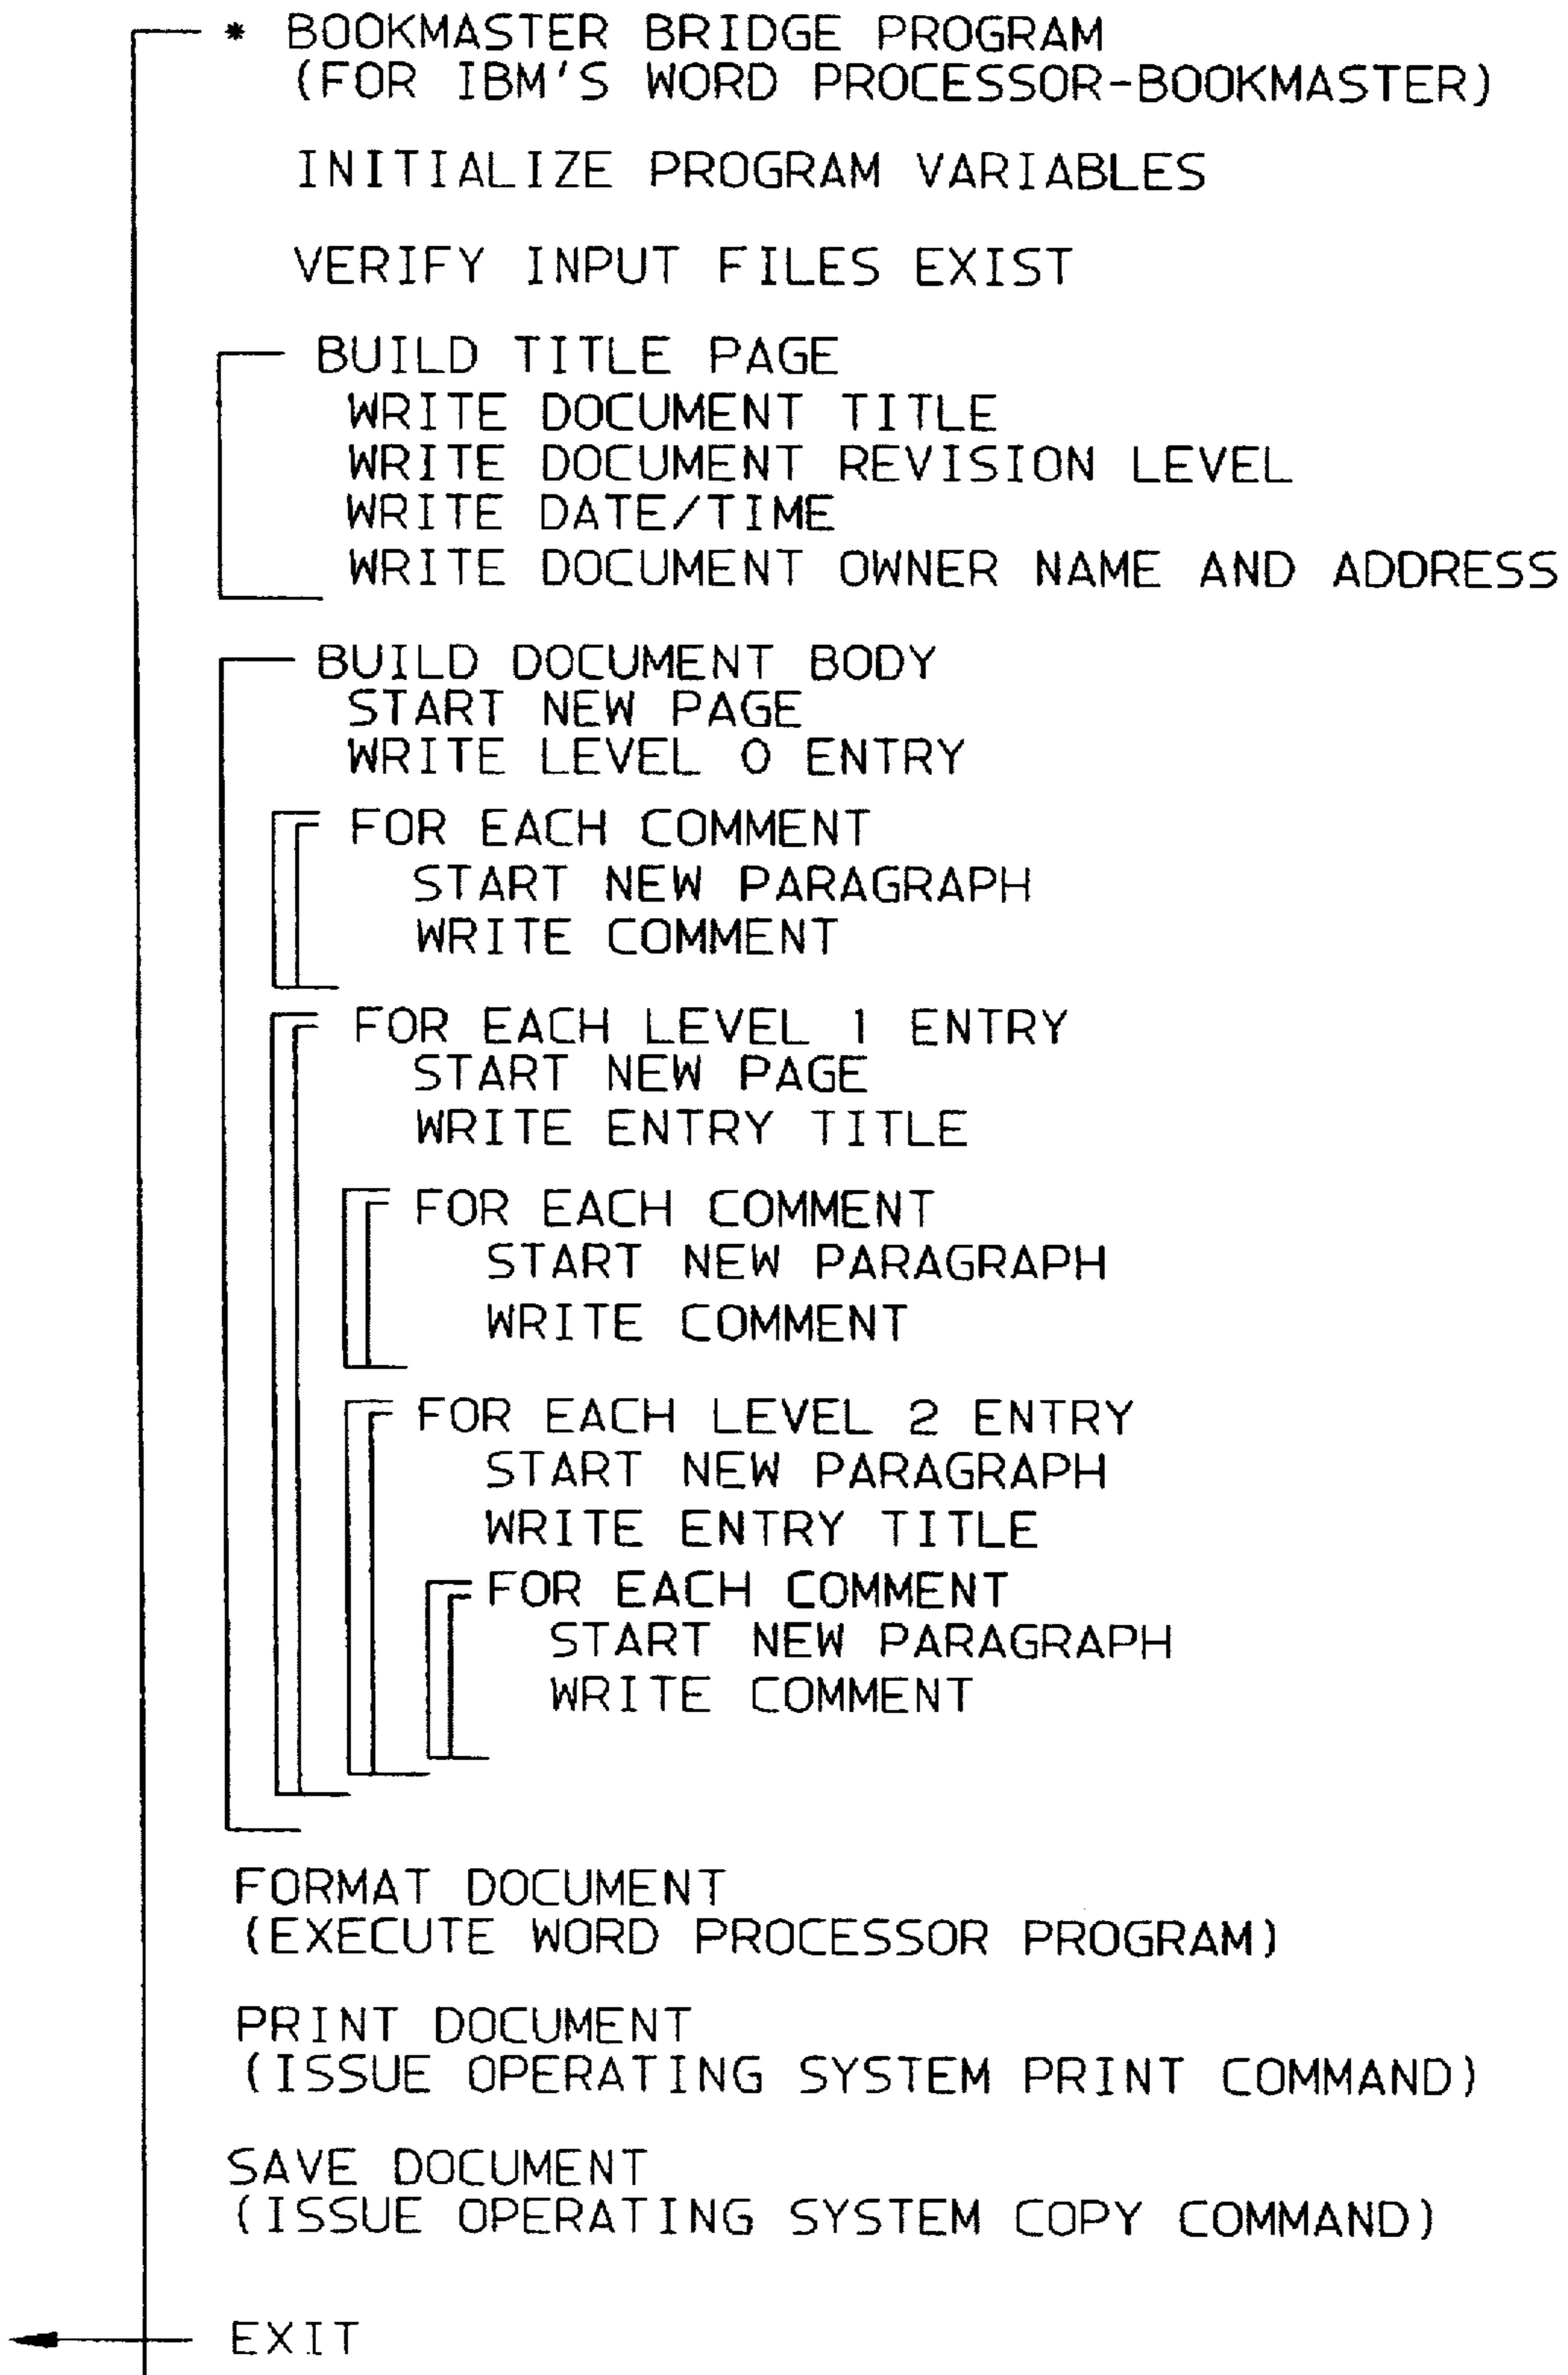 * BOOKMASTER BRIDGE PROGRAM
(FOR IBM'S WORD PROCESSOR-BOOKMASTER)
INITIALIZE PROGRAM VARIABLES
VERIFY INPUT FILES EXIST
BUILD TITLE PAGE
WRITE DOCUMENT TITLE
WRITE DOCUMENT REVISION LEVEL
WRITE DATE/TIME
WRITE DOCUMENT OWNER NAME AND ADDRESS
BUILD DOCUMENT BODY
START NEW PAGE
WRITE LEVEL 0 ENTRY
FOR EACH COMMENT
START NEW PARAGRAPH
WRITE COMMENT
FOR EACH LEVEL 1 ENTRY
START NEW PAGE
WRITE ENTRY TITLE
FOR EACH COMMENT
START NEW PARAGRAPH
WRITE COMMENT
FOR EACH LEVEL 2 ENTRY
START NEW PARAGRAPH
WRITE ENTRY TITLE
FOR EACH COMMENT
START NEW PARAGRAPH
WRITE COMMENT
FORMAT DOCUMENT
(EXECUTE WORD PROCESSOR PROGRAM)
PRINT DOCUMENT
(ISSUE OPERATING SYSTEM PRINT COMMAND)
SAVE DOCUMENT
(ISSUE OPERATING SYSTEM COPY COMMAND)
EXIT